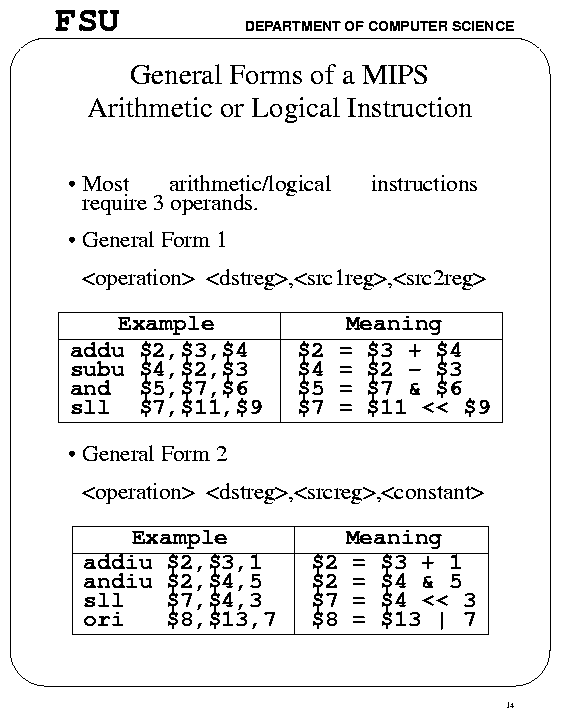 FSU DEPARTMENT OF COMPUTER SCIENCE
General Forms of a MIPS
Arithmetic or Logical Instruction
• Most arithmetic/logical instructions
require 3 operands.
• General Form 1
<operation> <dstreg>,<src1reg>,<src2reg>
Example Meaning
addu $2,$3,$4 $2 = $3 + $4
subu $4,$2,$3 $4 = $2 - $3
and $5,$7,$6 $5 = $7 & $6
sll $7,$11,$9 $7 = $11 << $9
• General Form 2
<operation> <dstreg>,<srcreg>,<constant>
Example Meaning
addiu $2,$3,1 $2 = $3 + 1
andiu $2,$4,5 $2 = $4 & 5
sll $7,$4,3 $7 = $4 << 3
ori $8,$13,7 $8 = $13 | 7
14